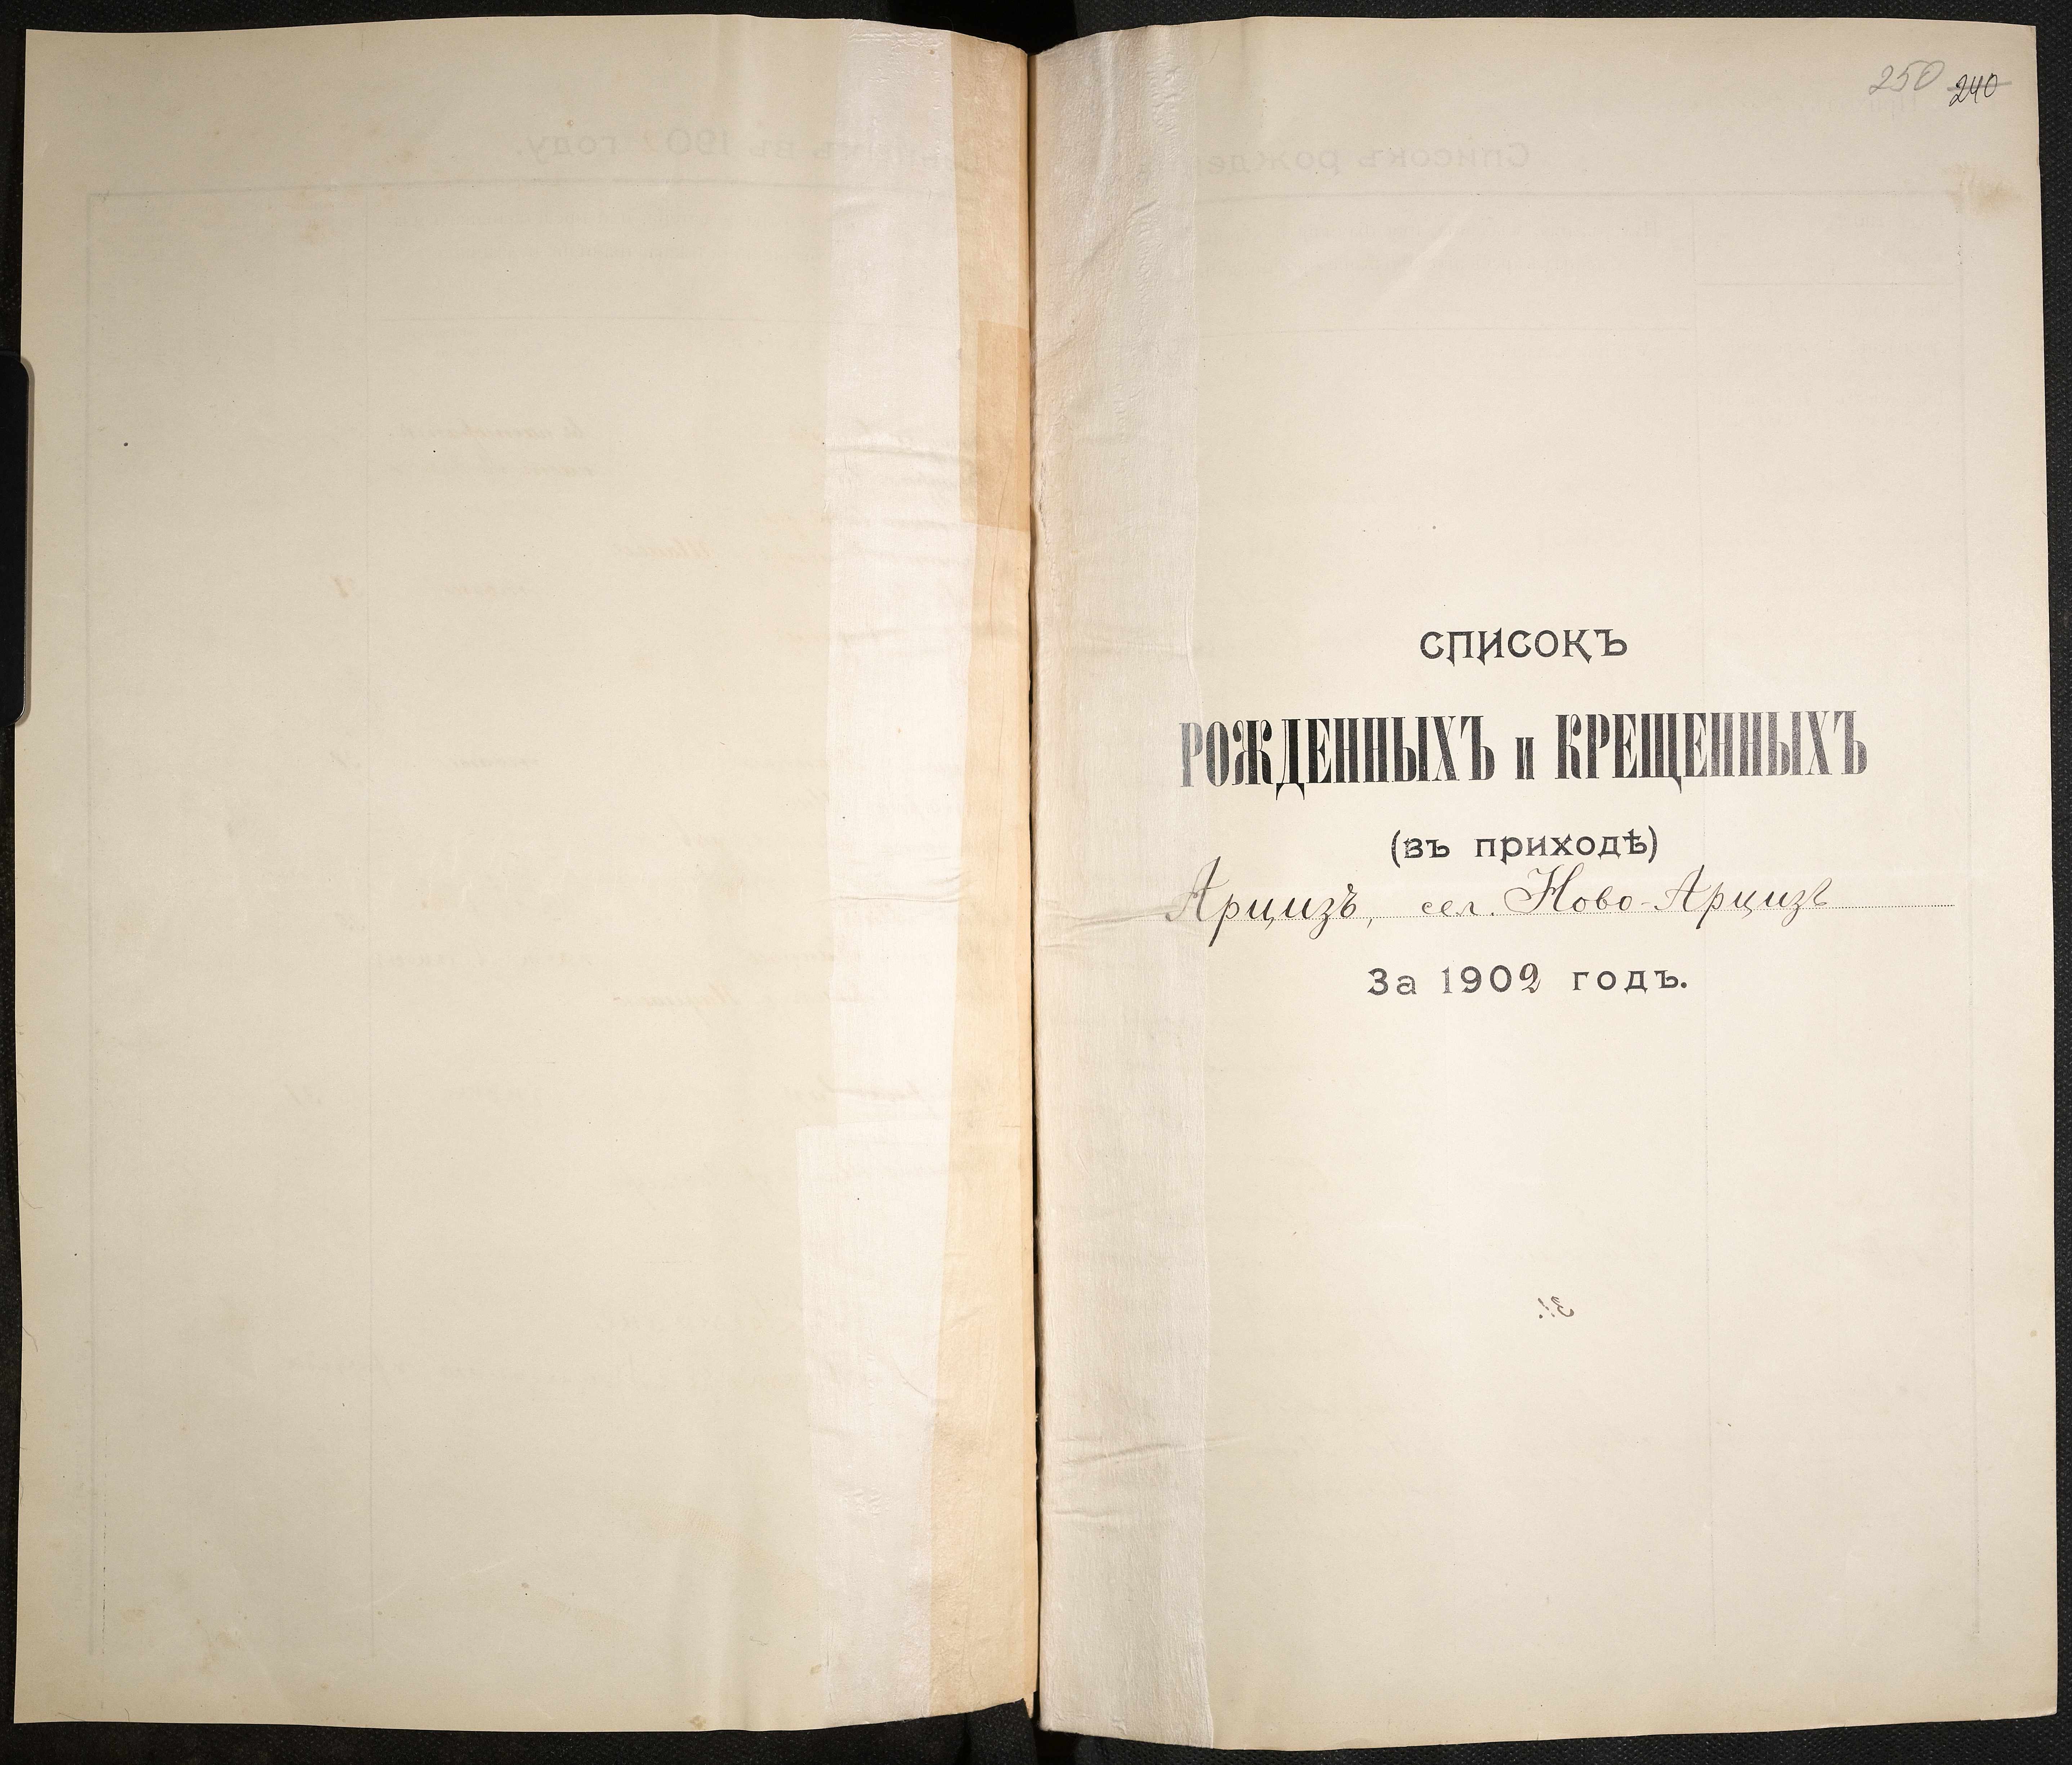 250 240
СПИСОКЪ
РОЖДЕННЫХЪ и КРЕЩЕННЫХЪ
(въ приходѣ)
Арцизъ, сел. Ново-Арцизъ
За 1902 годъ.